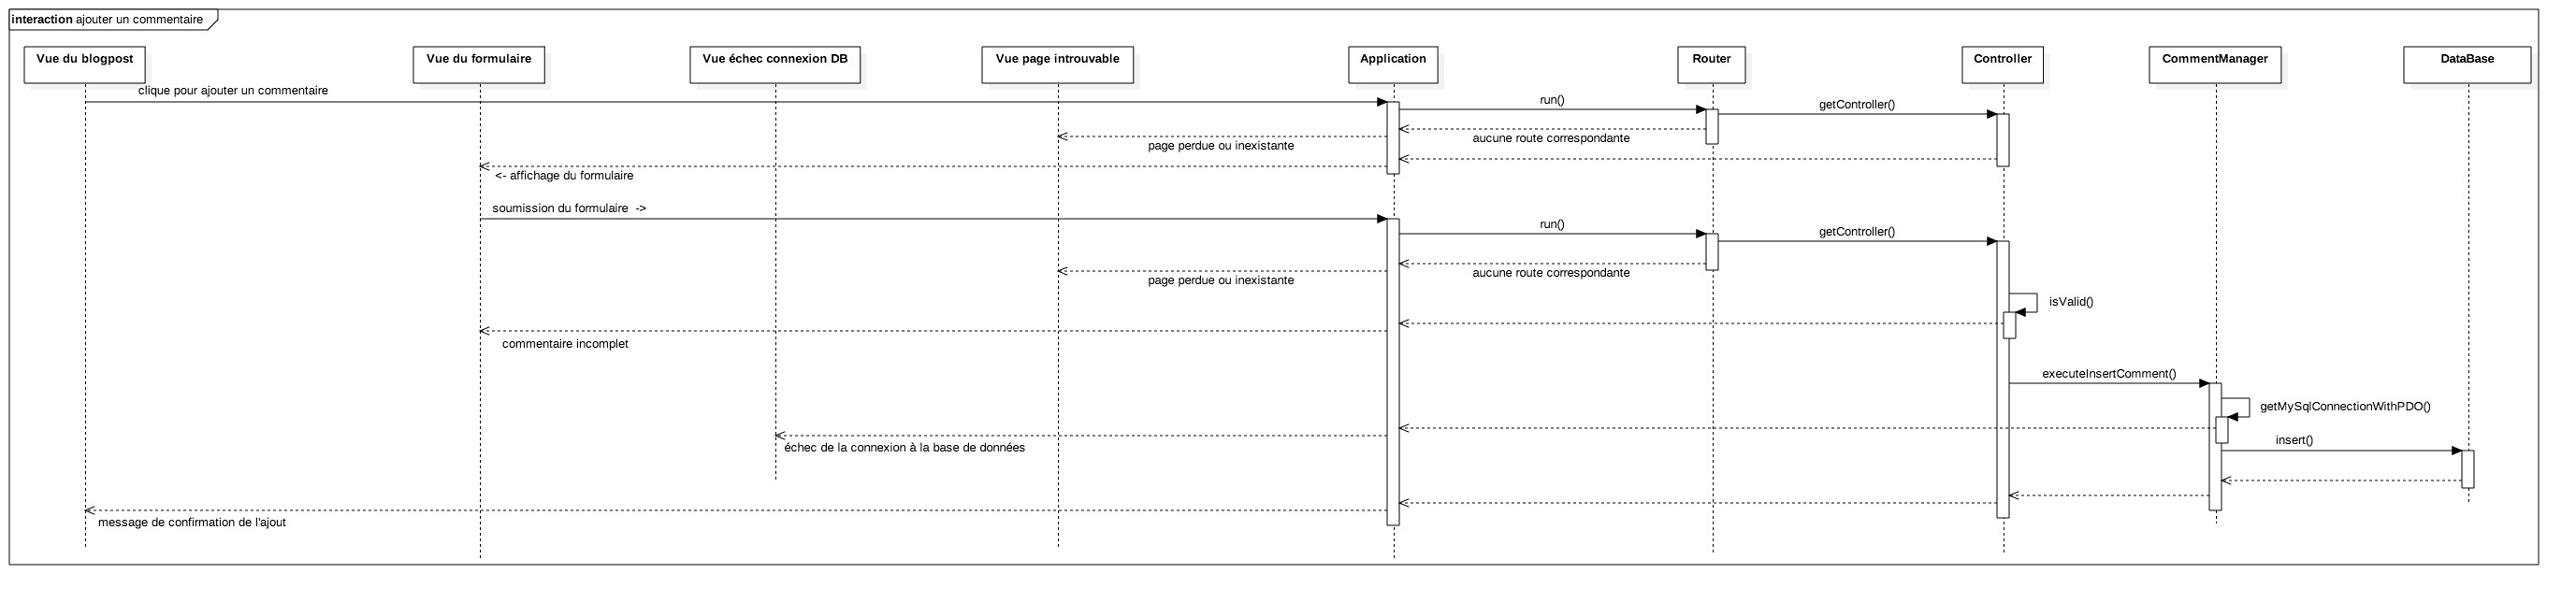 interaction ajouter un commentaire
Vue du blogpost
Vue du formulaire
Vue échec connexion DB
Vue page introuvable
Application
Router
Controller
CommentManager
DataBase
clique pour ajouter un commentaire
run()
getController()
aucune route correspondante
page perdue ou inexistante
<- affichage du formulaire
soumission du formulaire ->
run()
getController()
aucune route correspondante
page perdue ou inexistante
isValid()
commentaire incomplet
executeInsertComment()
getMySqlConnectionWithPDO()
insert()
échec de la connexion à la base de données
message de confirmation de l'ajout